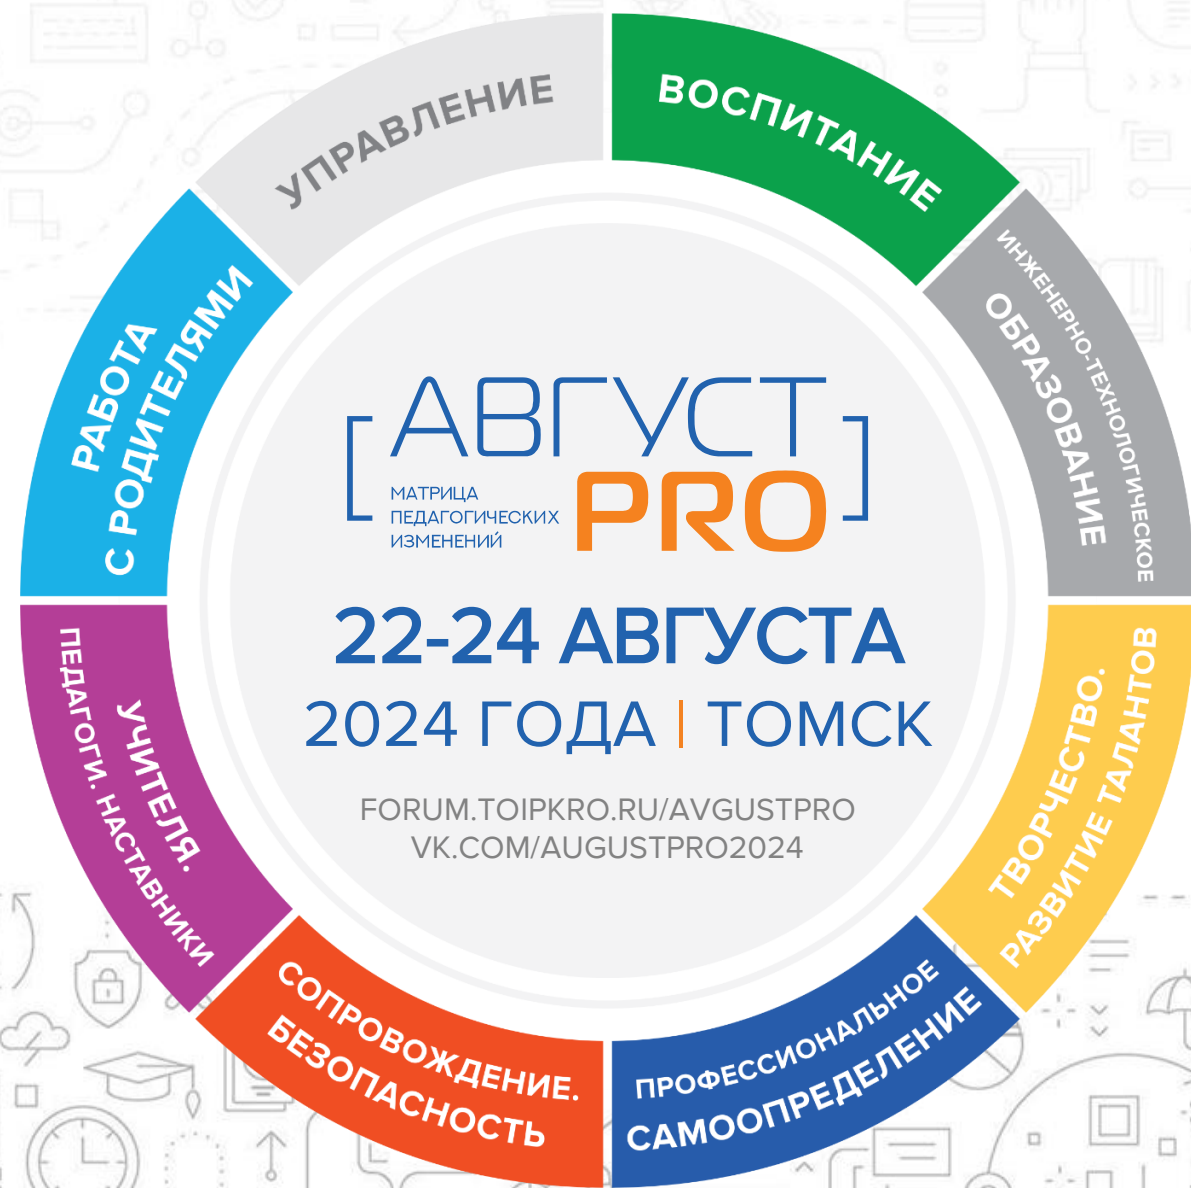 УПРАВЛЕНИЕ
ВОСПИТАНИЕ
ИНЖЕНЕРНО-ТЕХНОЛОГИЧЕСКОЕ
ОБРАЗОВАНИЕ
ТВОРЧЕСТВО.
РАЗВИТИЕ ТАЛАНТОВ
ПРОФЕССИОНАЛЬНОЕ
САМООПРЕДЕЛЕНИЕ
СОПРОВОЖДЕНИЕ.
БЕЗОПАСНОСТЬ
УЧИТЕЛЯ.
ПЕДАГОГИ. НАСТАВНИКИ
РАБОТА
С РОДИТЕЛЯМИ
[АВГУСТ
PRO]
МАТРИЦА
ПЕДАГОГИЧЕСКИХ
ИЗМЕНЕНИЙ
22-24 АВГУСТА
2024 ГОДА | ТОМСК
FORUM.TOIPKRO.RU/AVGUSTPRO
VK.COM/AUGUSTPRO2024